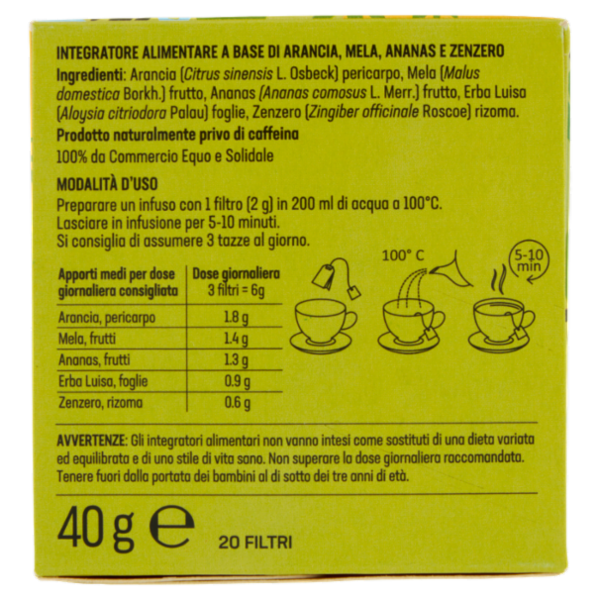 INTEGRATORE ALIMENTARE A BASE DI ARANCIA, MELA, ANANAS E ZENZERO
Ingredienti: Arancia (Citrus sinensis L. Osbeck) pericarpo, Mela (Malus
domestica Borkh.) frutto, Ananas (Ananas comosus L. Merr.) frutto, Erba Luisa
(Aloysia citriodora Palau) foglie, Zenzero (Zingiber officinale Roscoe) rizoma.
Prodotto naturalmente privo di caffeina
100% da Commercio Equo e Solidale
MODALITÀ D'USO
Preparare un infuso con 1 filtro (2 g) in 200 ml di acqua a 100°C.
Lasciare in infusione per 5-10 minuti.
Si consiglia di assumere 3 tazze al giorno.
Apporti medi per dose giornaliera consigliata
Dose giornaliera
3 filtri = 6g
Arancia, pericarpo 1.8 g
Mela, frutti 1.4 g
Ananas, frutti 1.3 g
Erba Luisa, foglie 0.9 g
Zenzero, rizoma 0.6 g
100° C
5-10
min
AVVERTENZE: Gli integratori alimentari non vanno intesi come sostituti di una dieta variata
ed equilibrata e di uno stile di vita sano. Non superare la dose giornaliera raccomandata.
Tenere fuori dalla portata dei bambini al di sotto dei tre anni di età.
40 g e
20 FILTRI